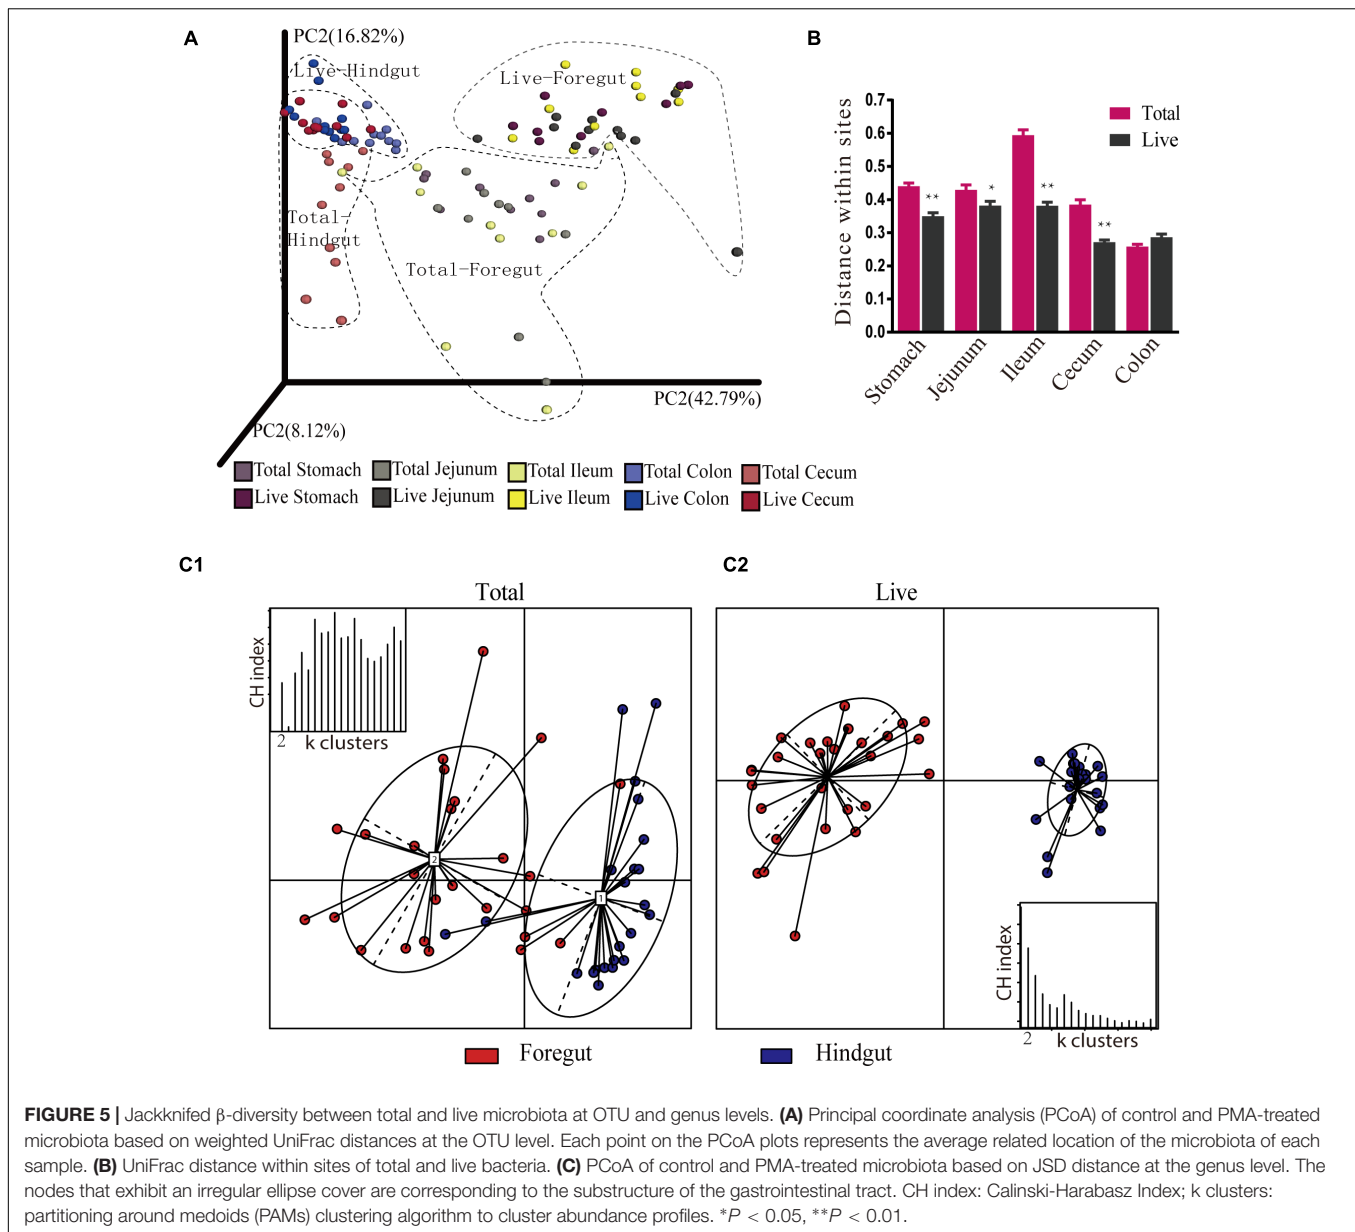 A
PC2(16.82%)
Live-Hindgut
Live-Foregut
Total-
Hindgut
Total-Foregut
PC2(42.79%)
PC2(8.12%)
Total Stomach
Total Jejunum
Total Ileum
Total Colon
Total Cecum
Live Stomach
Live Jejunum
Live Ileum
Live Colon
Live Cecum
B
Distance within sites
0.7
0.6
0.5
0.4
0.3
0.2
0.1
0.0
Total
Live
**
*
**
**
Stomach
Jejunum
Ileum
Cecum
Colon
C1
Total
CH index
2
k clusters
2
1
C2
Live
CH index
2
k clusters
Foregut
Hindgut
FIGURE 5 | Jackknifed β-diversity between total and live microbiota at OTU and genus levels. (A) Principal coordinate analysis (PCoA) of control and PMA-treated
microbiota based on weighted UniFrac distances at the OTU level. Each point on the PCoA plots represents the average related location of the microbiota of each
sample. (B) UniFrac distance within sites of total and live bacteria. (C) PCoA of control and PMA-treated microbiota based on JSD distance at the genus level. The
nodes that exhibit an irregular ellipse cover are corresponding to the substructure of the gastrointestinal tract. CH index: Calinski-Harabasz Index; k clusters:
partitioning around medoids (PAMs) clustering algorithm to cluster abundance profiles. *P < 0.05, **P < 0.01.